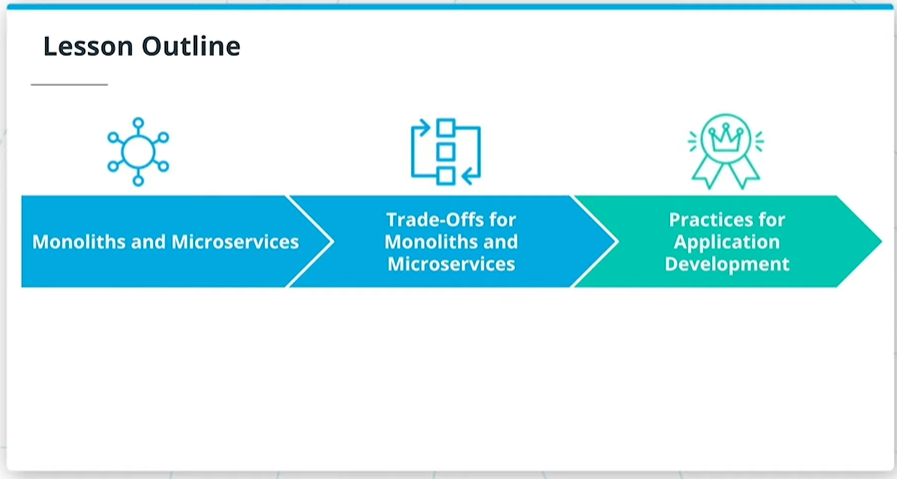 Lesson Outline
Monoliths and Microservices
Trade-Offs for
Monoliths and
Microservices
Practices for
Application
Development